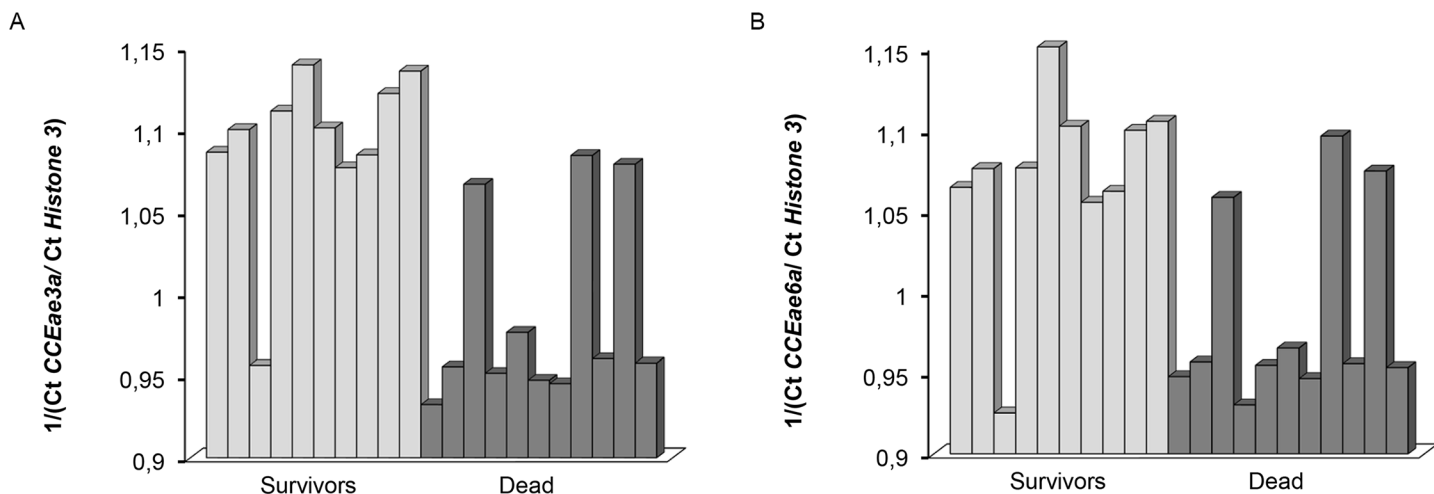 A
1/(Ct CCEae3a/ Ct Histone 3)
1,15
1,1
1,05
1
0,95
0,9
Survivors
Dead
B
1/(Ct CCEae6a/ Ct Histone 3)
1,15
1,1
1,05
1
0,95
0,9
Survivors
Dead